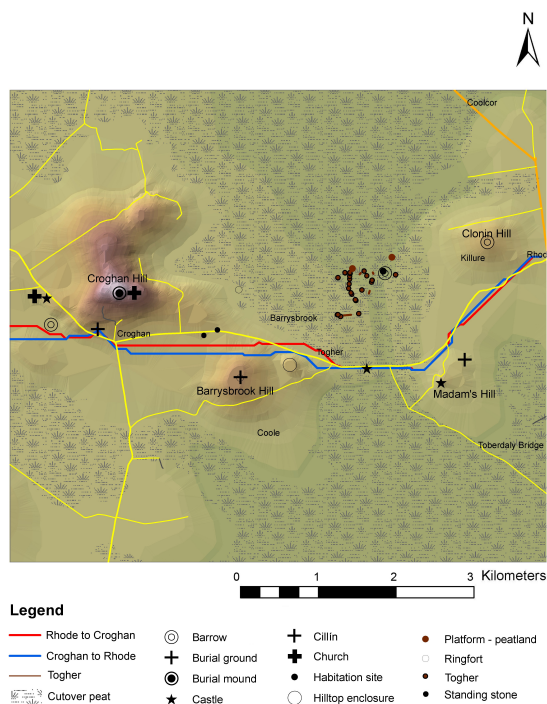 N
Coolcor
Clonin Hill
Killure
Rhod
Croghan Hill
Barrysbrook
Croghan
Togher
Barrysbrook Hill
Madam's Hill
Coole
Toberdaly Bridge
0 1 2 3 Kilometers
Legend
Rhode to Croghan
Croghan to Rhode
Togher
Cutover peat
Barrow
Burial ground
Burial mound
Castle
Cillín
Church
Habitation site
Hilltop enclosure
Platform - peatland
Ringfort
Togher
Standing stone